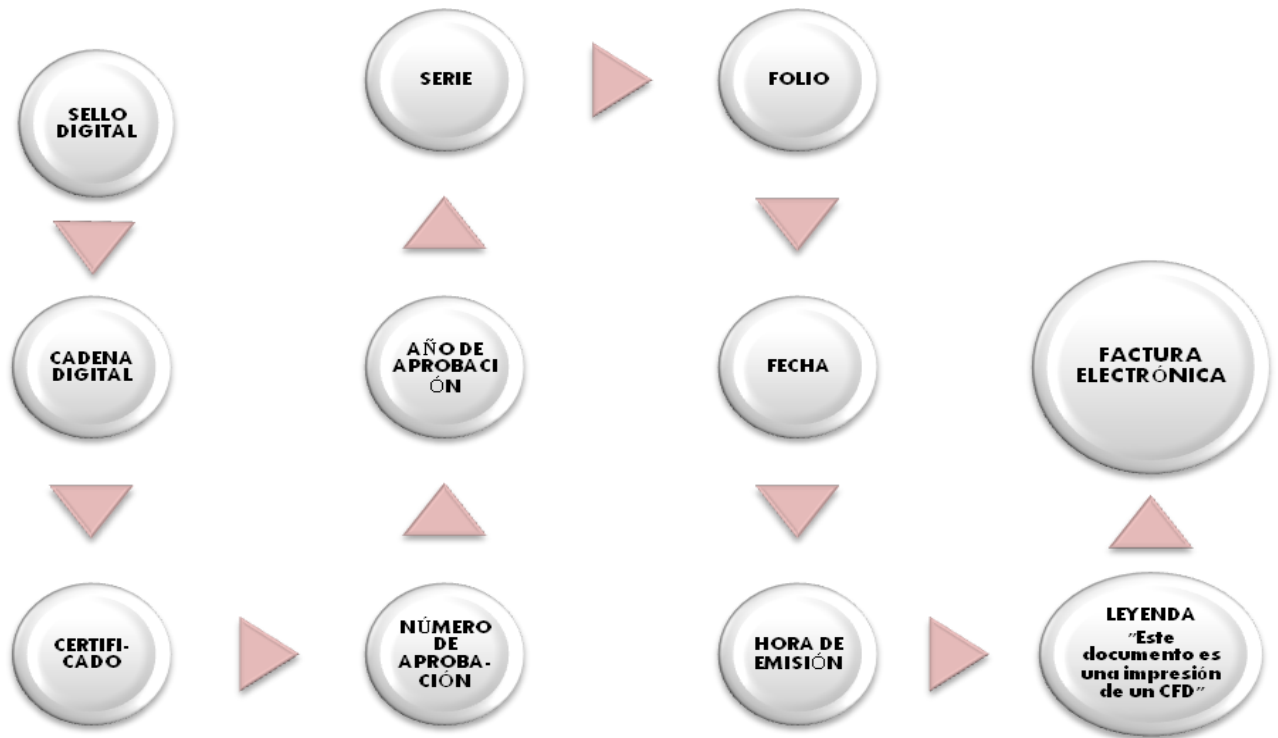 SELLO
DIGITAL
CADENA
DIGITAL
CERTIFI-
CADO
NÚMERO
DE
APROBA-
CIÓN
AÑO DE
APROBACI
ÓN
SERIE
FOLIO
FECHA
HORA DE
EMISIÓN
LEYENDA
"Este
documento es
una impresión
de un CFD"
FACTURA
ELECTRÓNICA